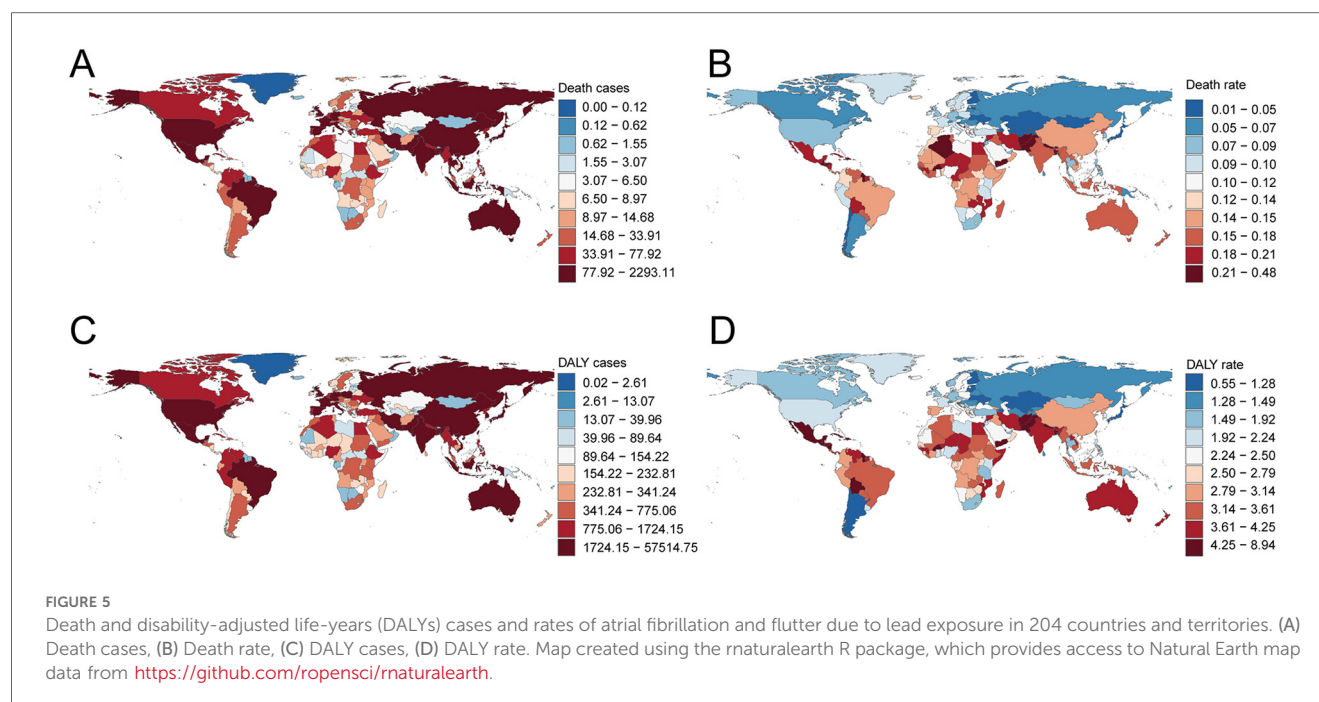 A
Death cases
0.00 – 0.12
0.12 – 0.62
0.62 – 1.55
1.55 – 3.07
3.07 – 6.50
6.50 – 8.97
8.97 – 14.68
14.68 – 33.91
33.91 – 77.92
77.92 – 2293.11
B
Death rate
0.01 – 0.05
0.05 – 0.07
0.07 – 0.09
0.09 – 0.10
0.10 – 0.12
0.12 – 0.14
0.14 – 0.15
0.15 – 0.18
0.18 – 0.21
0.21 – 0.48
C
DALY cases
0.02 – 2.61
2.61 – 13.07
13.07 – 39.96
39.96 – 89.64
89.64 – 154.22
154.22 – 232.81
232.81 – 341.24
341.24 – 775.06
775.06 – 1724.15
1724.15 – 57514.75
D
DALY rate
0.55 – 1.28
1.28 – 1.49
1.49 – 1.92
1.92 – 2.24
2.24 – 2.50
2.50 – 2.79
2.79 – 3.14
3.14 – 3.61
3.61 – 4.25
4.25 – 8.94
FIGURE 5
Death and disability-adjusted life-years (DALYs) cases and rates of atrial fibrillation and flutter due to lead exposure in 204 countries and territories. (A)
Death cases, (B) Death rate, (C) DALY cases, (D) DALY rate. Map created using the rnaturalearth R package, which provides access to Natural Earth map
data from https://github.com/ropensci/rnaturalearth.